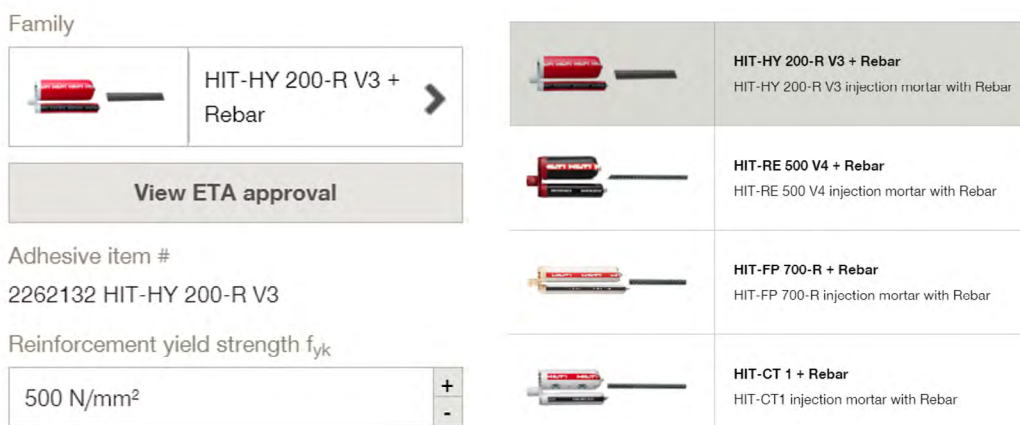 Family
HIT-HY 200-R V3 +
Rebar
View ETA approval
Adhesive item #
2262132 HIT-HY 200-R V3
Reinforcement yield strength fyk
500 N/mm²
+
-
HIT-HY 200-R V3 + Rebar
HIT-HY 200-R V3 injection mortar with Rebar
HIT-RE 500 V4 + Rebar
HIT-RE 500 V4 injection mortar with Rebar
HIT-FP 700-R + Rebar
HIT-FP 700-R injection mortar with Rebar
HIT-CT 1 + Rebar
HIT-CT1 injection mortar with Rebar